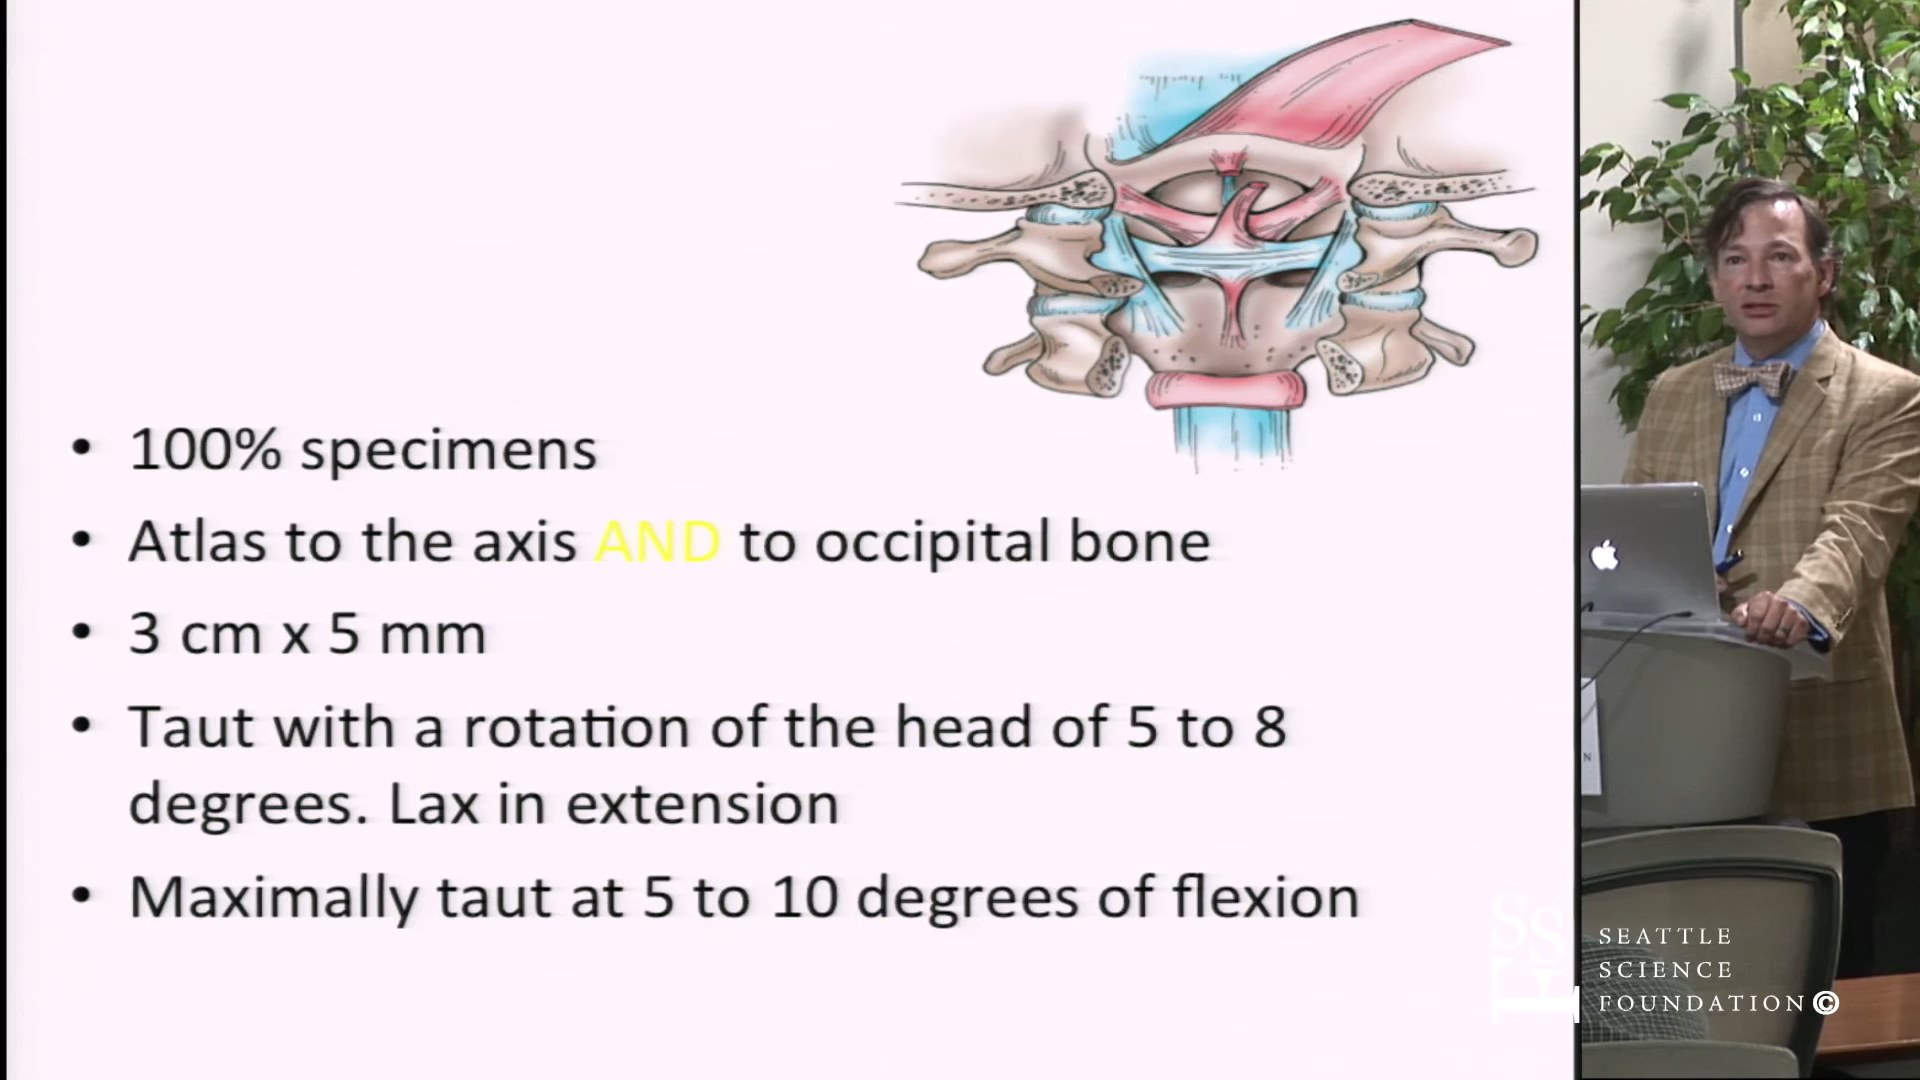 • 100% specimens
• Atlas to the axis AND to occipital bone
• 3 cm x 5 mm
• Taut with a rotation of the head of 5 to 8
degrees. Lax in extension
• Maximally taut at 5 to 10 degrees of flexion
SSF
SEATTLE
SCIENCE
FOUNDATION©
N